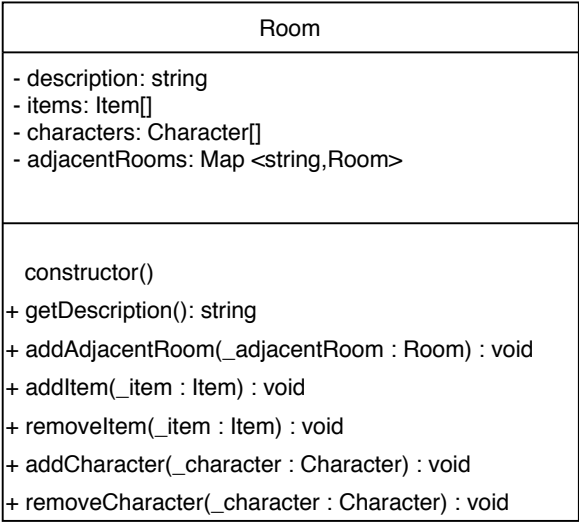 Room
- description: string
- items: Item[]
- characters: Character[]
- adjacentRooms: Map <string,Room>
constructor()
+ getDescription(): string
+ addAdjacentRoom(_adjacentRoom : Room) : void
+ addItem(_item : Item) : void
+ removeItem(_item : Item) : void
+ addCharacter(_character : Character) : void
+ removeCharacter(_character : Character) : void